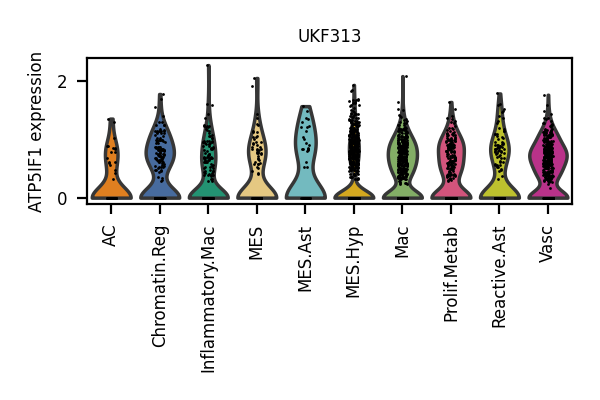 UKF313
ATP5IF1 expression
2
0
AC
Chromatin.Reg
Inflammatory.Mac
MES
MES.Ast
MES.Hyp
Mac
Prolif.Metab
Reactive.Ast
Vasc